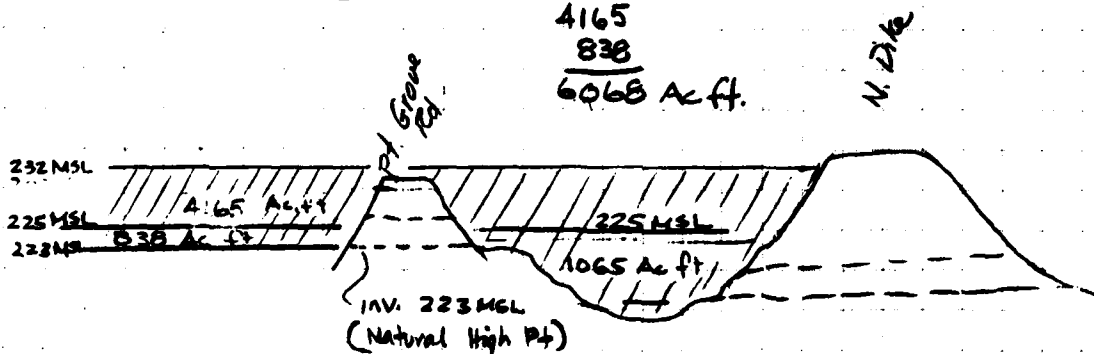 4165
838
6068 Ac ft.
N. Dike
Pt. Grove
Rd.
232 MSL
4165 Ac. ft
225 MSL
225 MSL
838 Ac ft
223 MSL
1065 Ac ft
inv. 223 MSL
(Natural High Pt)